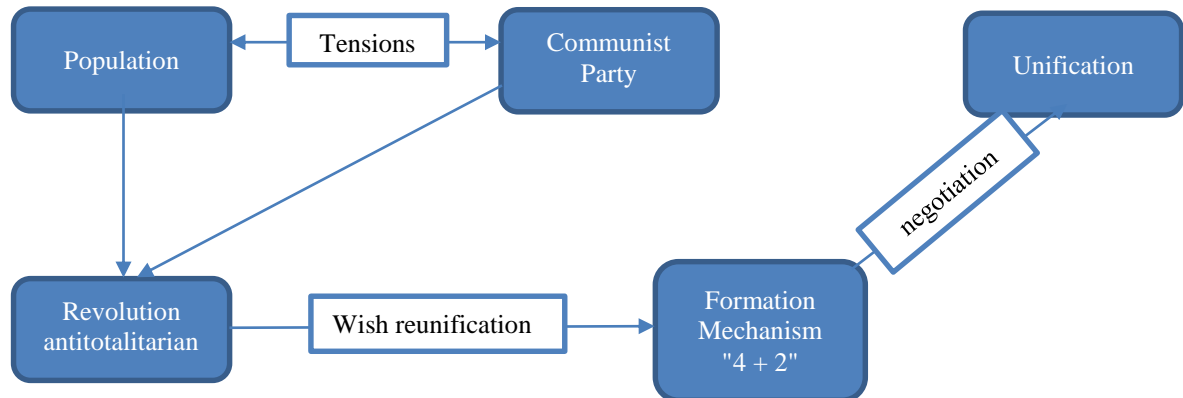 Population
Tensions
Communist
Party
Unification
negotiation
Revolution
antitotalitarian
Wish reunification
Formation
Mechanism
"4 + 2"